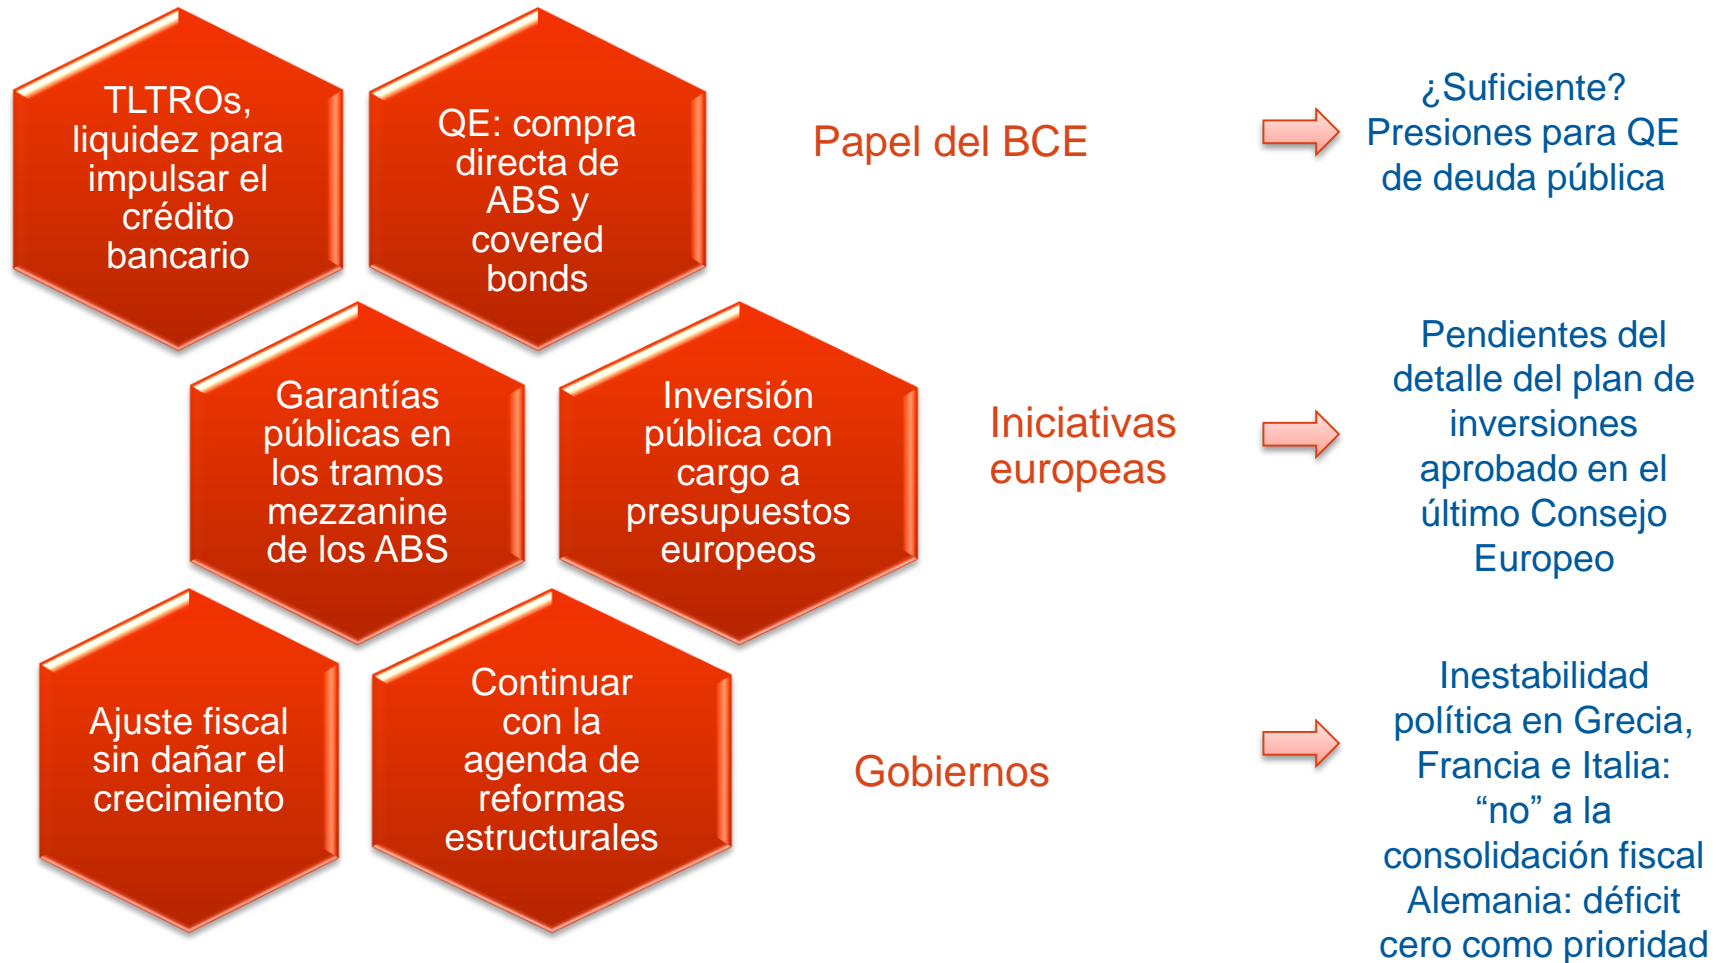 TLTROs,
liquidez para
impulsar el
crédito
bancario
QE: compra
directa de
ABS y
covered
bonds
Papel del BCE
¿Suficiente?
Presiones para QE
de deuda pública
Garantías
públicas en
los tramos
mezzanine
de los ABS
Inversión
pública con
cargo a
presupuestos
europeos
Iniciativas
europeas
Pendientes del
detalle del plan de
inversiones
aprobado en el
último Consejo
Europeo
Ajuste fiscal
sin dañar el
crecimiento
Continuar
con la
agenda de
reformas
estructurales
Gobiernos
Inestabilidad
política en Grecia,
Francia e Italia:
“no” a la
consolidación fiscal
Alemania: déficit
cero como prioridad